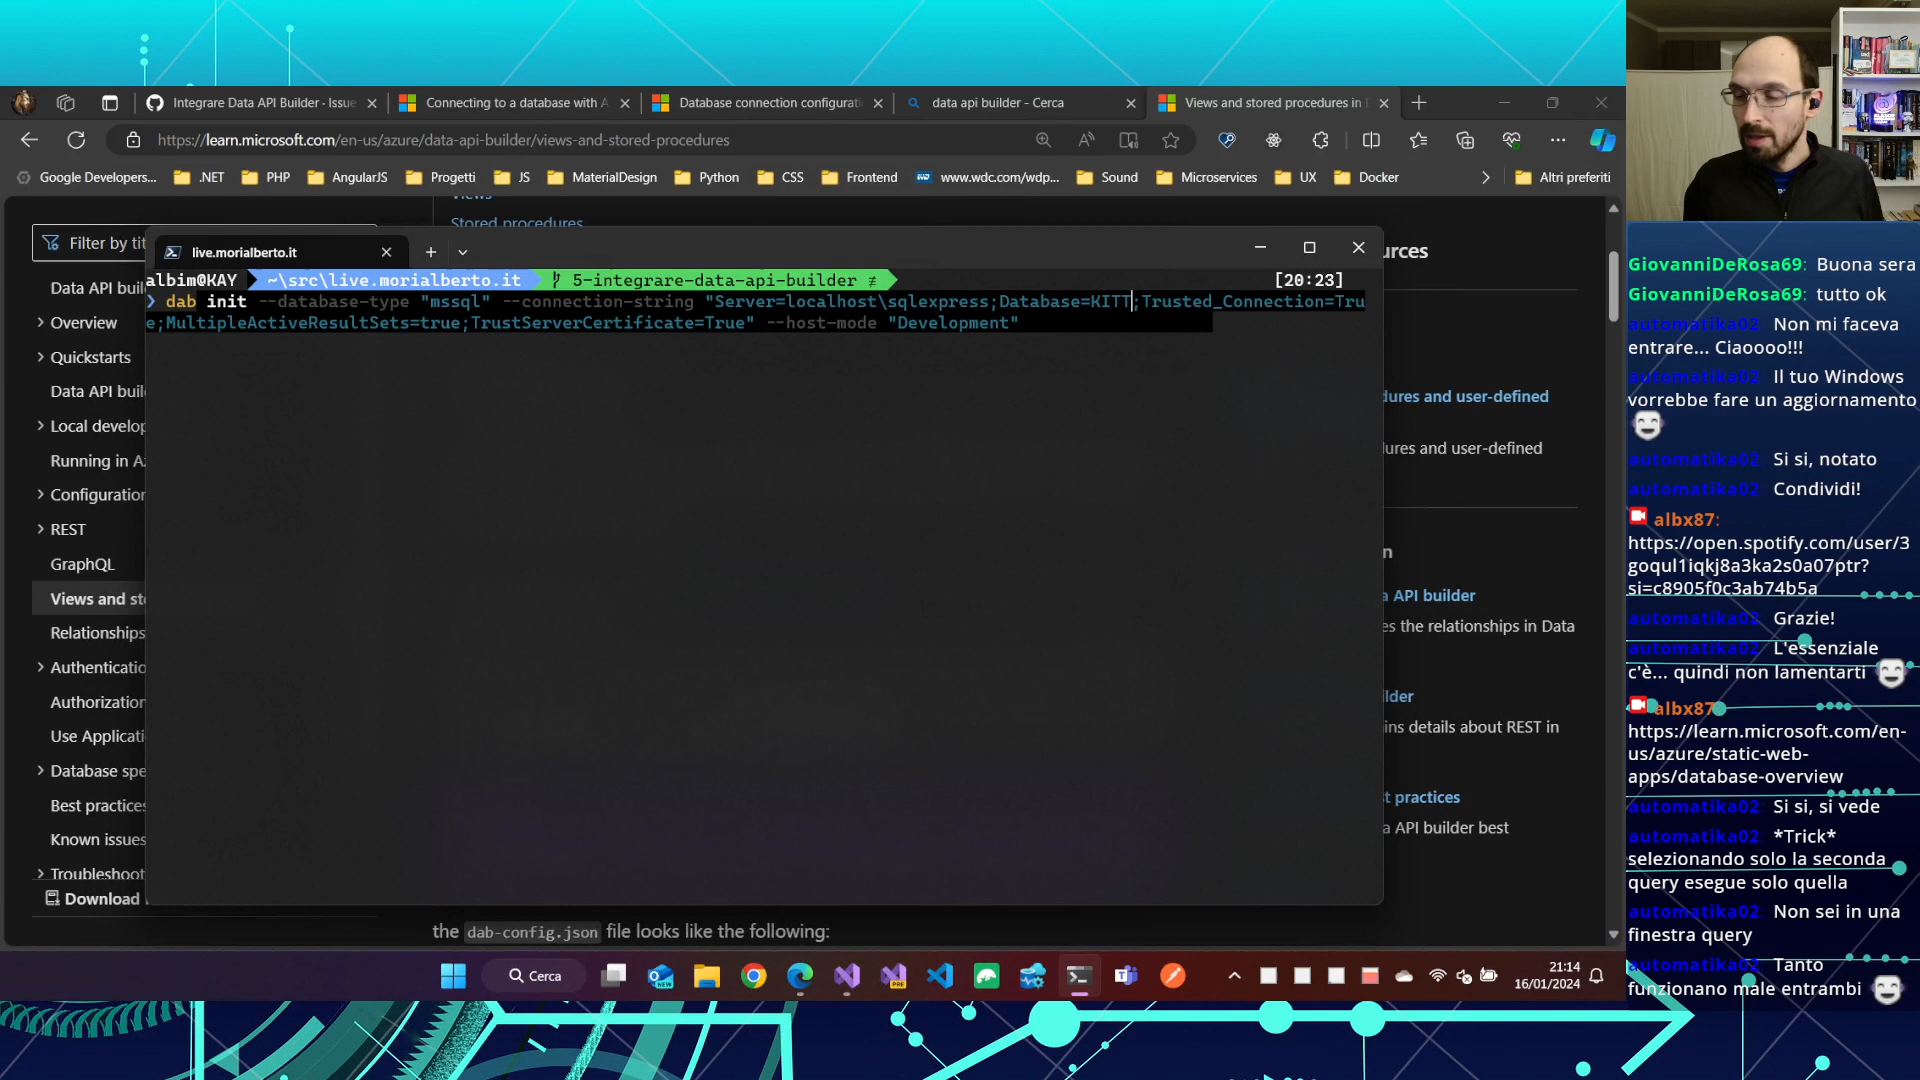 Integrare Data API Builder - Issue
Connecting to a database with A
Database connection configurati
data api builder - Cerca
Views and stored procedures in I
https://learn.microsoft.com/en-us/azure/data-api-builder/views-and-stored-procedures
Google Developers...
.NET
PHP
AngularJS
Progetti
JS
MaterialDesign
Python
CSS
Frontend
www.wdc.com/wdp...
Sound
Microservices
UX
Docker
Altri preferiti
Views
Stored procedures
Filter by tit
Data API buil
Overview
Quickstarts
Data API buil
Local develop
Running in Az
Configuration
REST
GraphQL
Views and sto
Relationships
Authenticatio
Authorization
Use Applicati
Database spe
Best practices
Known issues
Troubleshoot
Download
live.morialberto.it
albim@KAY ~\src\live.morialberto.it 5-integrare-data-api-builder ≢ [20:23]
❯ dab init --database-type "mssql" --connection-string "Server=localhost\sqlexpress;Database=KITT;Trusted_Connection=Tru
e;MultipleActiveResultSets=true;TrustServerCertificate=True" --host-mode "Development"
urces
dures and user-defined
dures and user-defined
on
a API builder
es the relationships in Data
ilder
ins details about REST in
t practices
a API builder best
the dab-config.json file looks like the following:
Cerca
21:14
16/01/2024
GiovanniDeRosa69: Buona sera
GiovanniDeRosa69: tutto ok
automatika02: Non mi faceva
entrare... Ciaoooo!!!
automatika02: Il tuo Windows
vorrebbe fare un aggiornamento
automatika02: Si si, notato
automatika02: Condividi!
albx87:
https://open.spotify.com/user/3
1goqul1iqkj8a3ka2s0a07ptr?
si=c8905f0c3ab74b5a
automatika02: Grazie!
automatika02: L'essenziale
c'è... quindi non lamentarti
albx87:
https://learn.microsoft.com/en-
us/azure/static-web-
apps/database-overview
automatika02: Si si, si vede
automatika02: *Trick*
selezionando solo la seconda
query esegue solo quella
automatika02: Non sei in una
finestra query
automatika02: Tanto
funzionano male entrambi